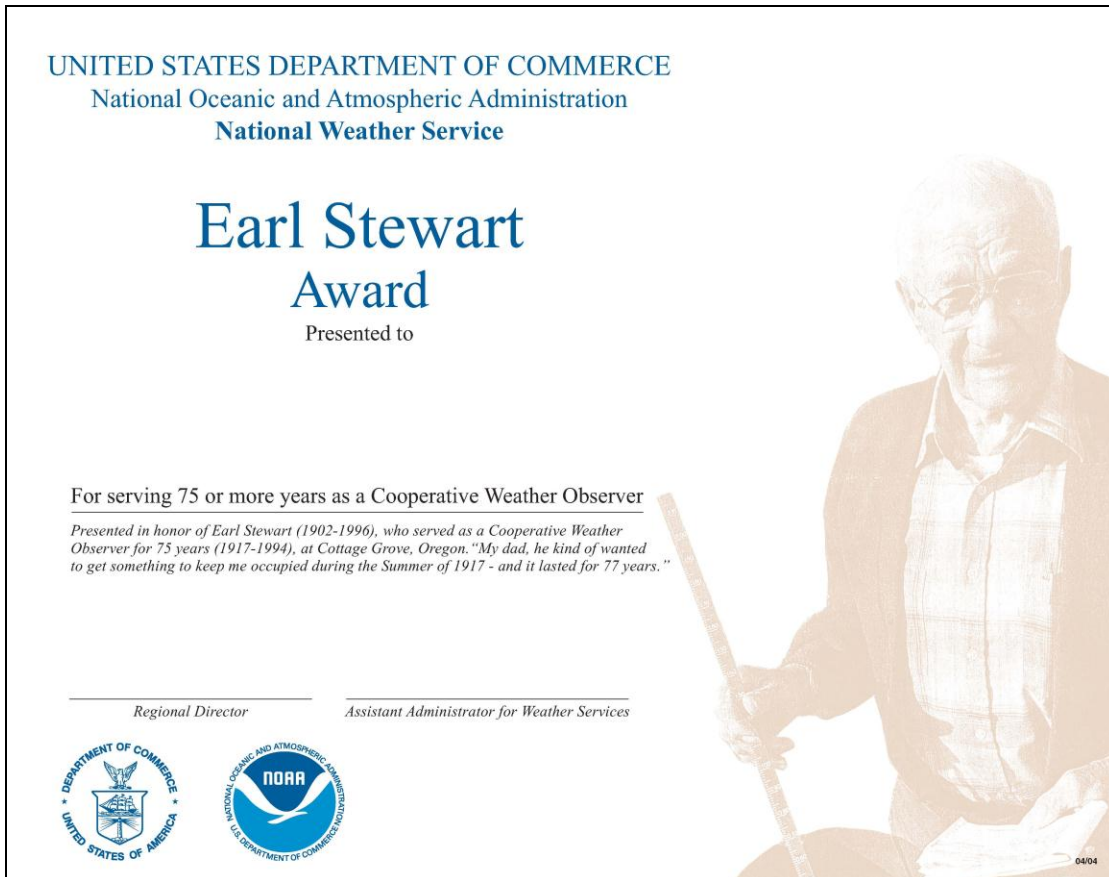 UNITED STATES DEPARTMENT OF COMMERCE
National Oceanic and Atmospheric Administration
National Weather Service
Earl Stewart
Award
Presented to
For serving 75 or more years as a Cooperative Weather Observer
Presented in honor of Earl Stewart (1902-1996), who served as a Cooperative Weather
Observer for 75 years (1917-1994), at Cottage Grove, Oregon. “My dad, he kind of wanted
to get something to keep me occupied during the Summer of 1917 - and it lasted for 77 years.”
Regional Director
Assistant Administrator for Weather Services
DEPARTMENT OF COMMERCE
UNITED STATES OF AMERICA
NATIONAL OCEANIC AND ATMOSPHERIC ADMINISTRATION
NOAA
U.S. DEPARTMENT OF COMMERCE
04/04